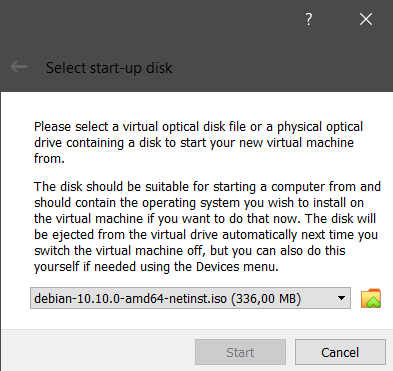 ?
Select start-up disk
Please select a virtual optical disk file or a physical optical
drive containing a disk to start your new virtual machine
from.
The disk should be suitable for starting a computer from and
should contain the operating system you wish to install on
the virtual machine if you want to do that now. The disk will
be ejected from the virtual drive automatically next time you
switch the virtual machine off, but you can also do this
yourself if needed using the Devices menu.
debian-10.10.0-amd64-netinst.iso (336,00 MB)
Start Cancel